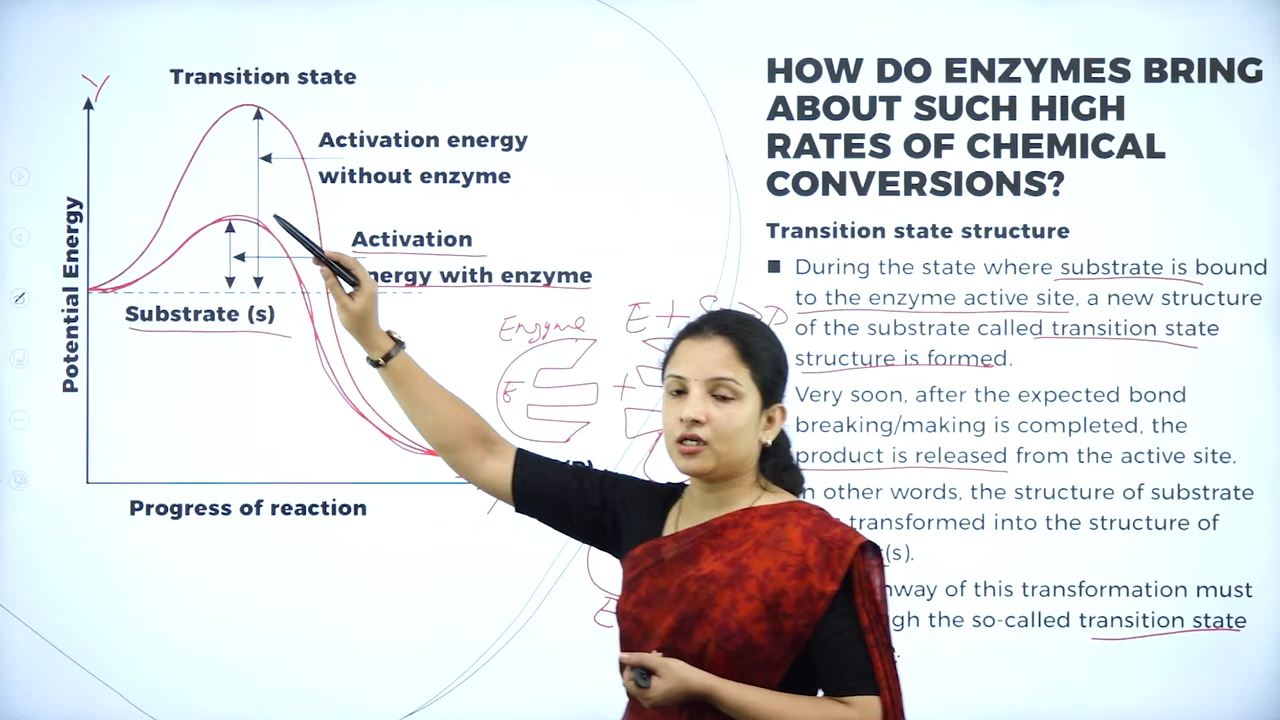 Y
Transition state
Activation energy
without enzyme
Activation
nergy with enzyme
Substrate (s)
Potential Energy
Progress of reaction
Enzyme
E +
E
+
E
HOW DO ENZYMES BRING
ABOUT SUCH HIGH
RATES OF CHEMICAL
CONVERSIONS?
Transition state structure
■ During the state where substrate is bound
to the enzyme active site, a new structure
of the substrate called transition state
structure is formed.
Very soon, after the expected bond
breaking/making is completed, the
product is released from the active site.
n other words, the structure of substrate
transformed into the structure of
(s).
way of this transformation must
gh the so-called transition state